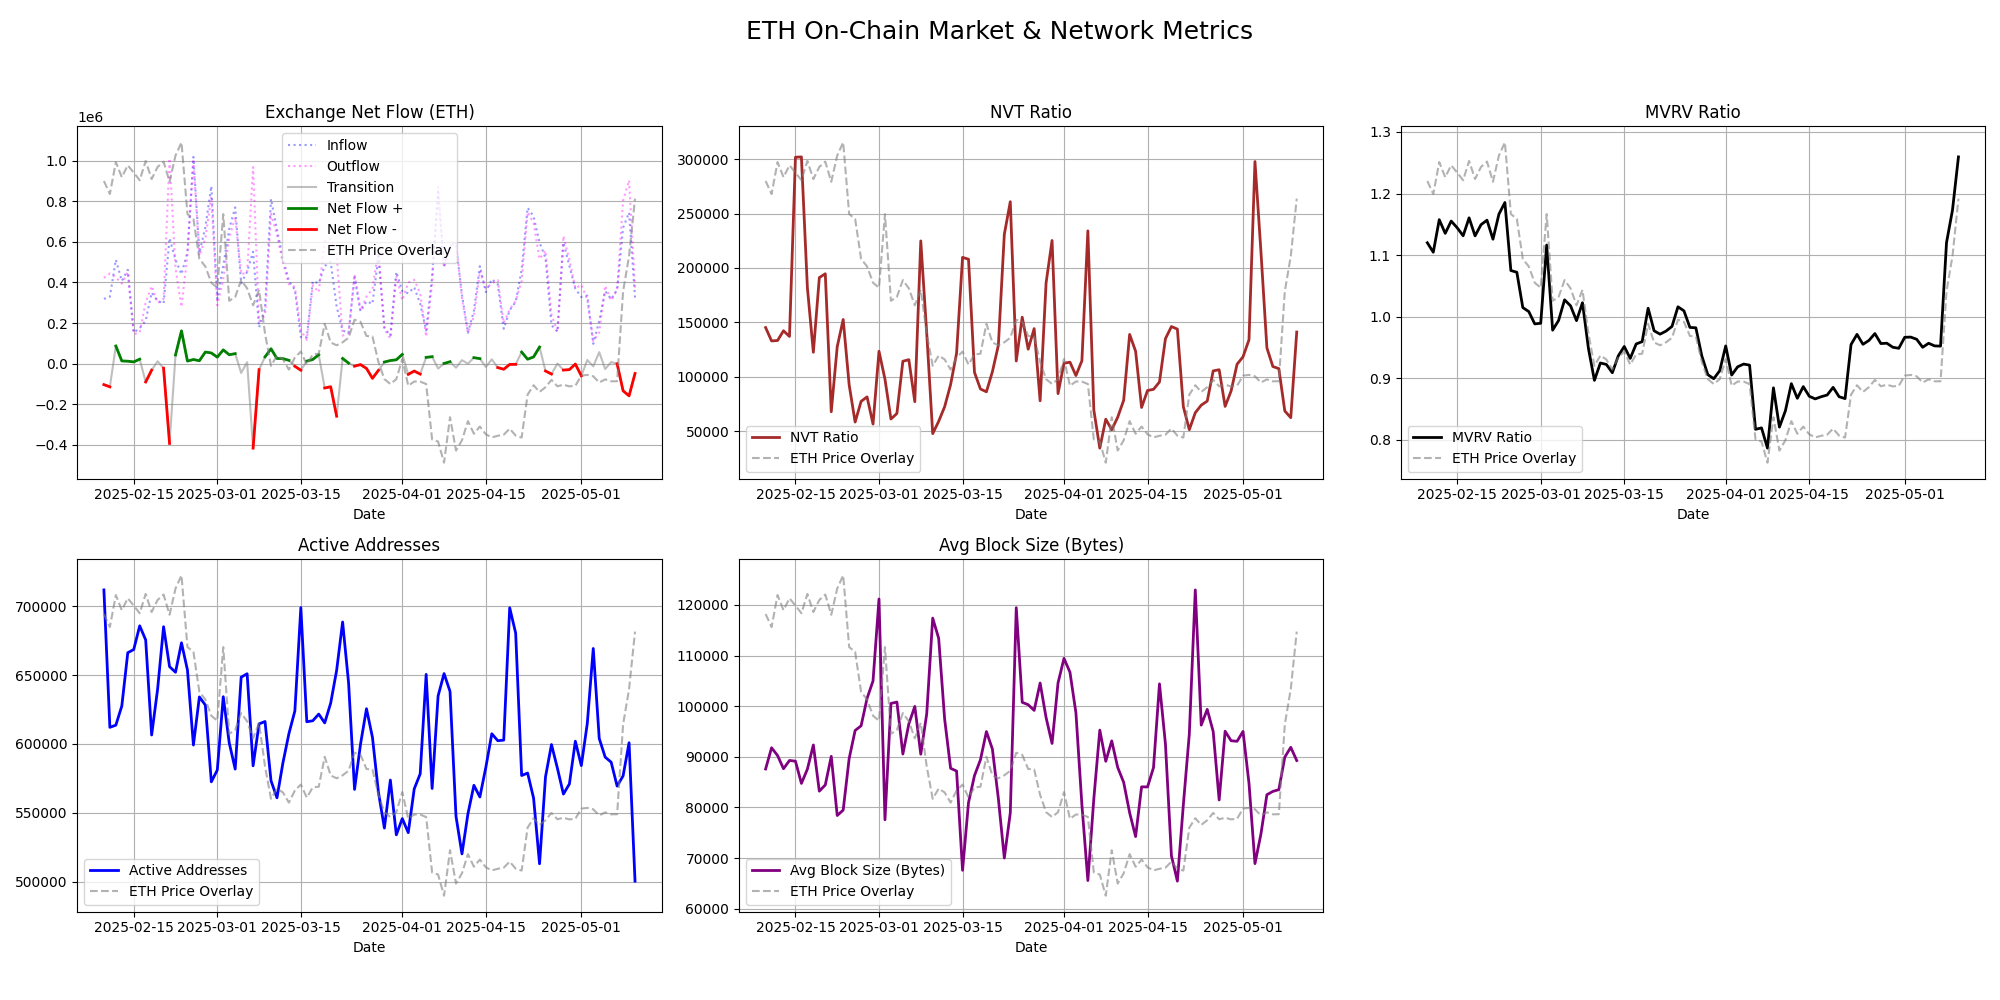 ETH On-Chain Market & Network Metrics
Exchange Net Flow (ETH)
1e6
1.0
0.8
0.6
0.4
0.2
0.0
−0.2
−0.4
Inflow
Outflow
Transition
Net Flow +
Net Flow -
ETH Price Overlay
2025-02-15 2025-03-01 2025-03-15 2025-04-01 2025-04-15 2025-05-01
Date
NVT Ratio
300000
250000
200000
150000
100000
50000
NVT Ratio
ETH Price Overlay
2025-02-15 2025-03-01 2025-03-15 2025-04-01 2025-04-15 2025-05-01
Date
MVRV Ratio
1.3
1.2
1.1
1.0
0.9
0.8
MVRV Ratio
ETH Price Overlay
2025-02-15 2025-03-01 2025-03-15 2025-04-01 2025-04-15 2025-05-01
Date
Active Addresses
700000
650000
600000
550000
500000
Active Addresses
ETH Price Overlay
2025-02-15 2025-03-01 2025-03-15 2025-04-01 2025-04-15 2025-05-01
Date
Avg Block Size (Bytes)
120000
110000
100000
90000
80000
70000
60000
Avg Block Size (Bytes)
ETH Price Overlay
2025-02-15 2025-03-01 2025-03-15 2025-04-01 2025-04-15 2025-05-01
Date